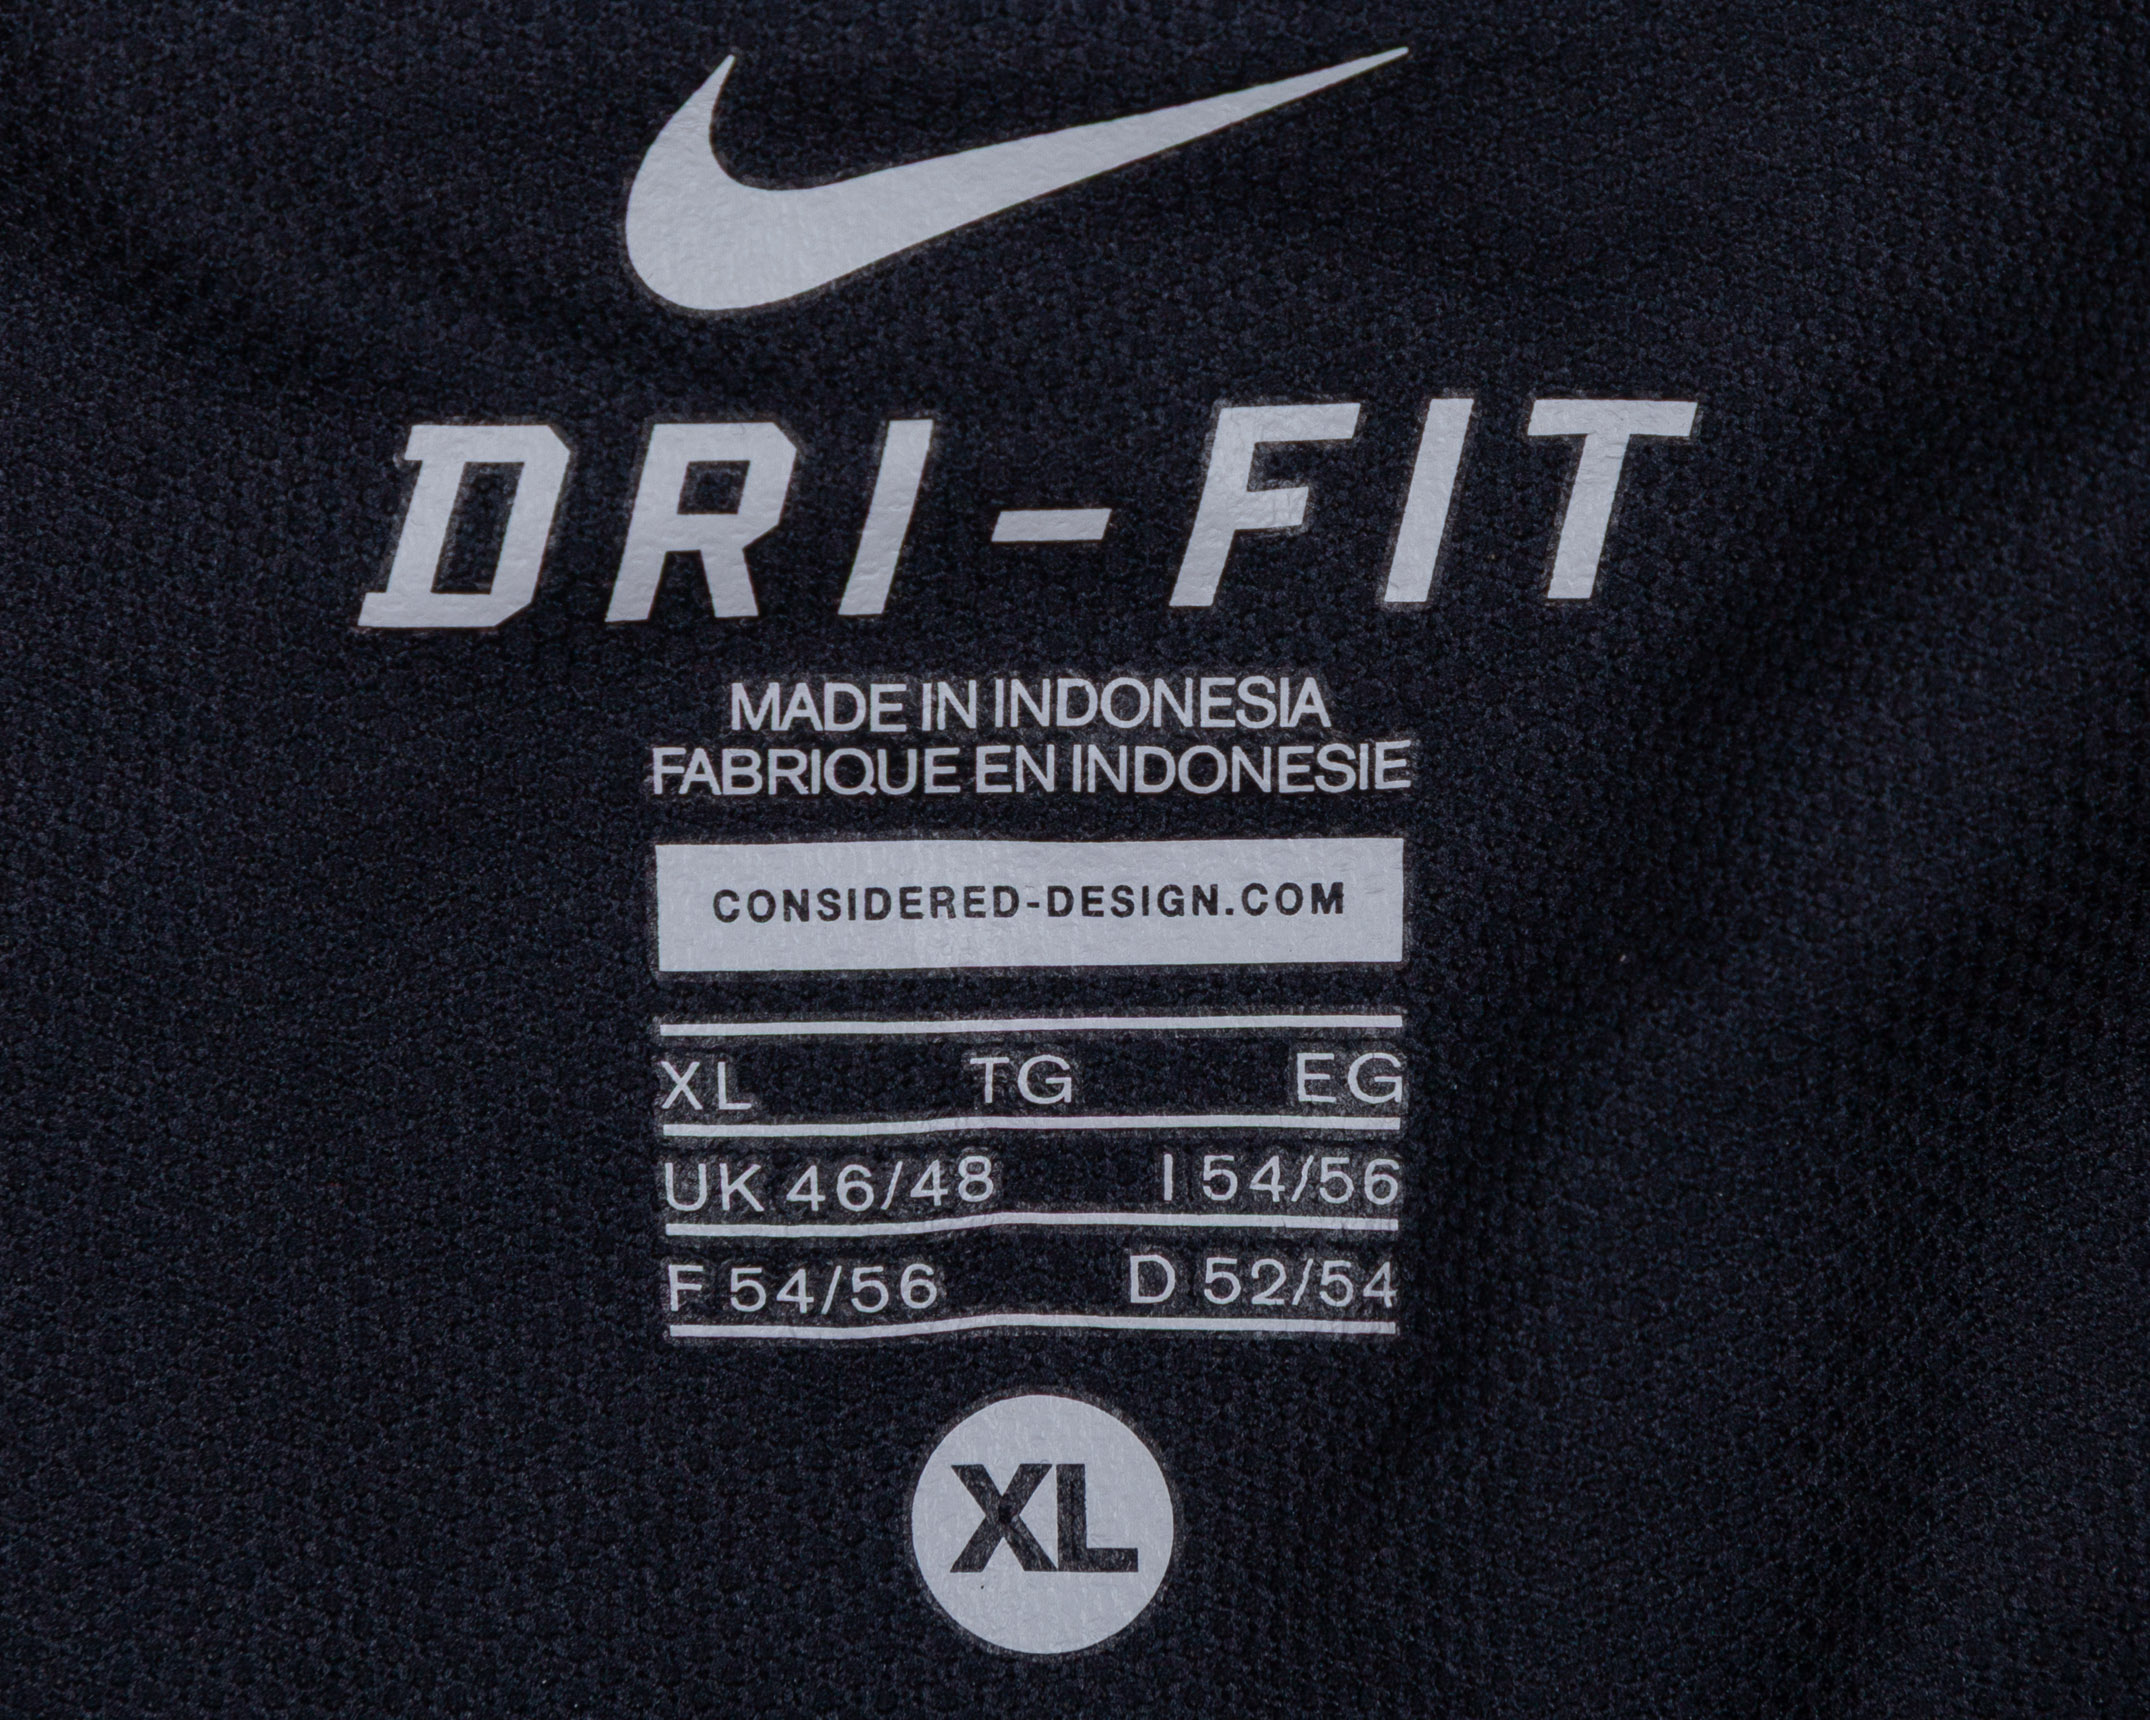 DRI-FIT
MADE IN INDONESIA
FABRIQUE EN INDONESIE
CONSIDERED-DESIGN.COM
XL TG EG
UK 46/48 I 54/56
F 54/56 D 52/54
XL